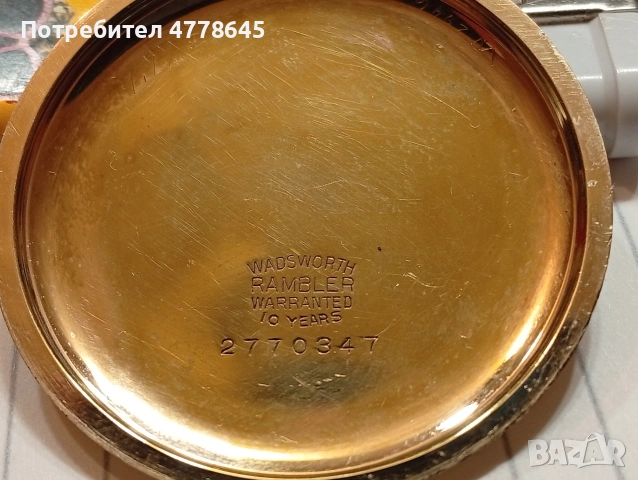 Потребител 4778645
WADSWORTH
RAMBLER
WARRANTED
10 YEARS
2770347
BAZAR